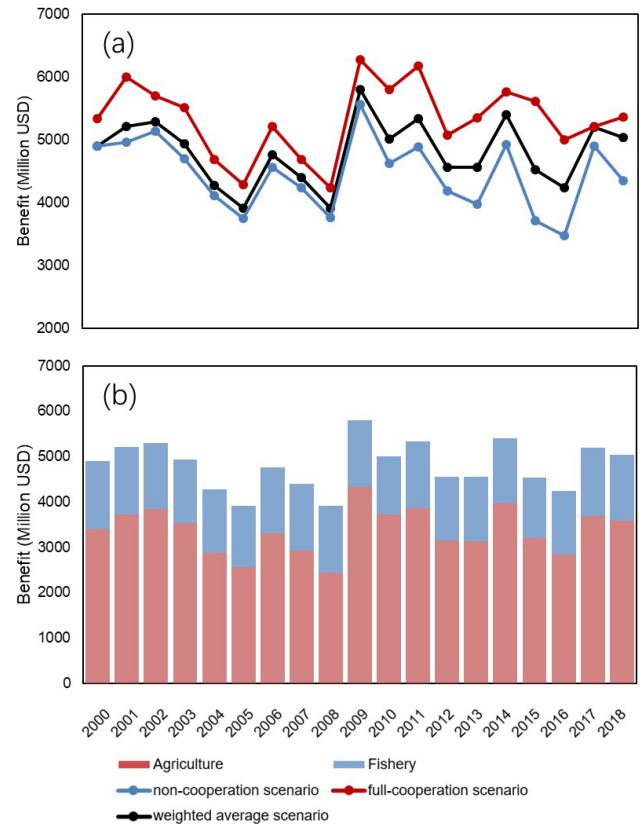 (a)
7000
6000
5000
4000
3000
2000
Benefit (Million USD)
(b)
7000
6000
5000
4000
3000
2000
1000
0
Benefit (Million USD)
2000 2001 2002 2003 2004 2005 2006 2007 2008 2009 2010 2011 2012 2013 2014 2015 2016 2017 2018
Agriculture Fishery
non-cooperation scenario full-cooperation scenario
weighted average scenario